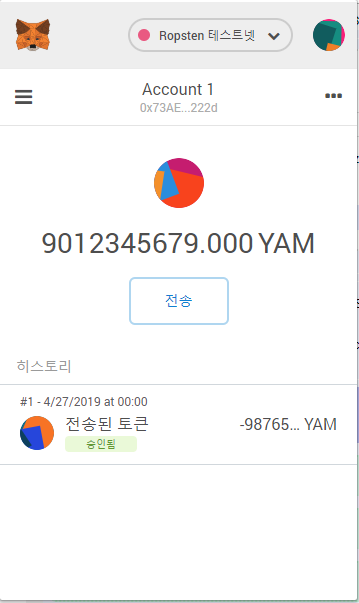 Ropsten 테스트넷
Account 1
0x73AE...222d
9012345679.000 YAM
전송
히스토리
#1 - 4/27/2019 at 00:00
전송된 토큰
-98765... YAM
승인됨